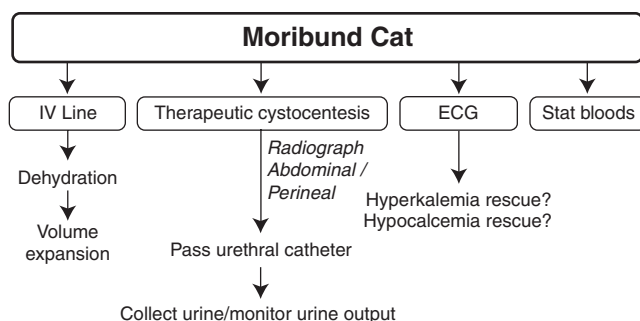 Moribund Cat
IV Line
Therapeutic cystocentesis
ECG
Stat bloods
Radiograph
Abdominal /
Perineal
Dehydration
Hyperkalemia rescue?
Hypocalcemia rescue?
Volume
expansion
Pass urethral catheter
Collect urine/monitor urine output